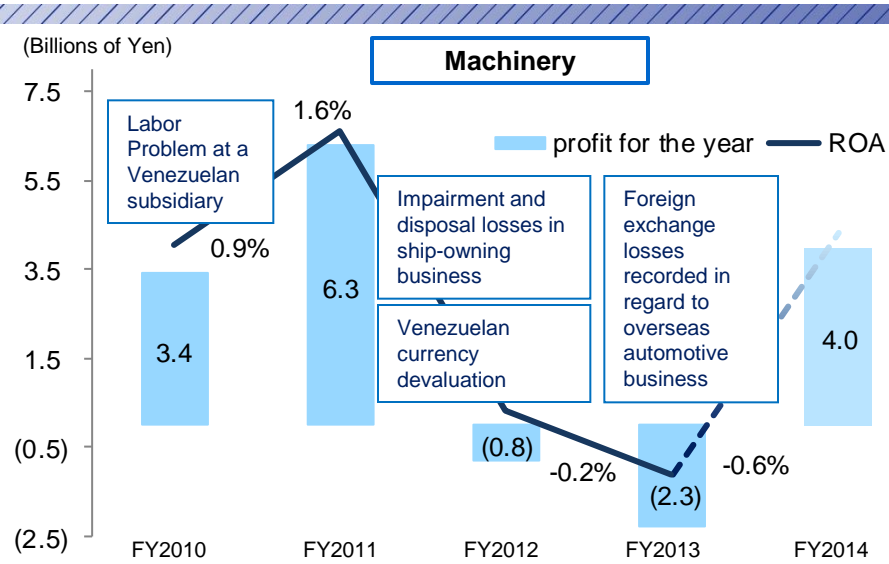 (Billions of Yen)
Machinery
7.5
5.5
3.5
1.5
(0.5)
(2.5)
profit for the year
ROA
Labor
Problem at a
Venezuelan
subsidiary
1.6%
0.9%
Impairment and
disposal losses in
ship-owning
business
Venezuelan
currency
devaluation
Foreign
exchange
losses
recorded in
regard to
overseas
automotive
business
3.4
6.3
(0.8)
-0.2%
(2.3)
-0.6%
4.0
FY2010
FY2011
FY2012
FY2013
FY2014